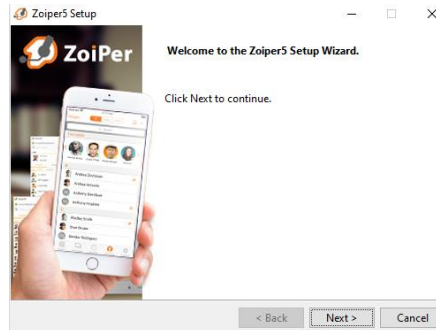 Zoiper5 Setup
ZoiPer
Welcome to the Zoiper5 Setup Wizard.
Click Next to continue.
< Back
Next >
Cancel